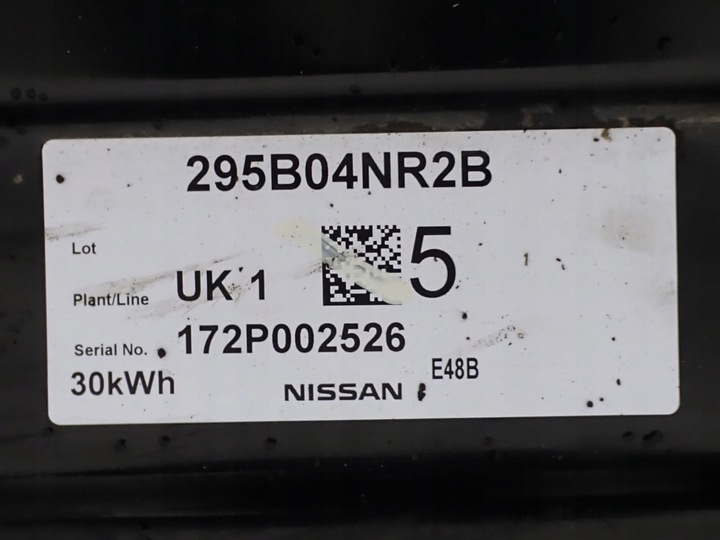 295B04NR2B
Lot
Plant/Line UK 1 5
Serial No. 172P002526
30kWh NISSAN E48B